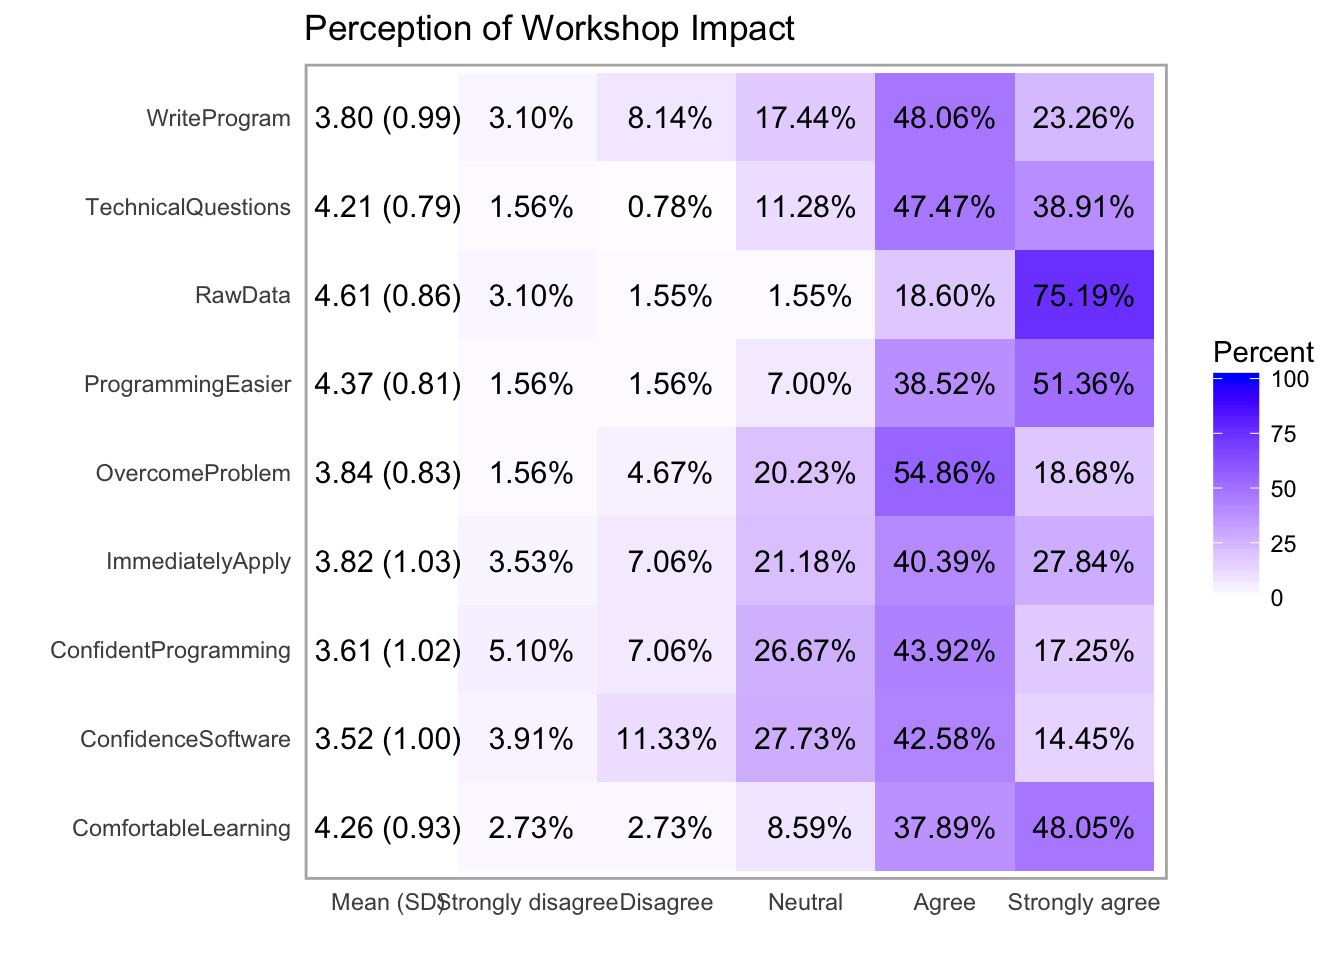 Perception of Workshop Impact
WriteProgram 3.80 (0.99) 3.10% 8.14% 17.44% 48.06% 23.26%
TechnicalQuestions 4.21 (0.79) 1.56% 0.78% 11.28% 47.47% 38.91%
RawData 4.61 (0.86) 3.10% 1.55% 1.55% 18.60% 75.19%
ProgrammingEasier 4.37 (0.81) 1.56% 1.56% 7.00% 38.52% 51.36%
OvercomeProblem 3.84 (0.83) 1.56% 4.67% 20.23% 54.86% 18.68%
ImmediatelyApply 3.82 (1.03) 3.53% 7.06% 21.18% 40.39% 27.84%
ConfidentProgramming 3.61 (1.02) 5.10% 7.06% 26.67% 43.92% 17.25%
ConfidenceSoftware 3.52 (1.00) 3.91% 11.33% 27.73% 42.58% 14.45%
ComfortableLearning 4.26 (0.93) 2.73% 2.73% 8.59% 37.89% 48.05%
Mean (SD) Strongly disagree Disagree Neutral Agree Strongly agree
Percent
100
75
50
25
0